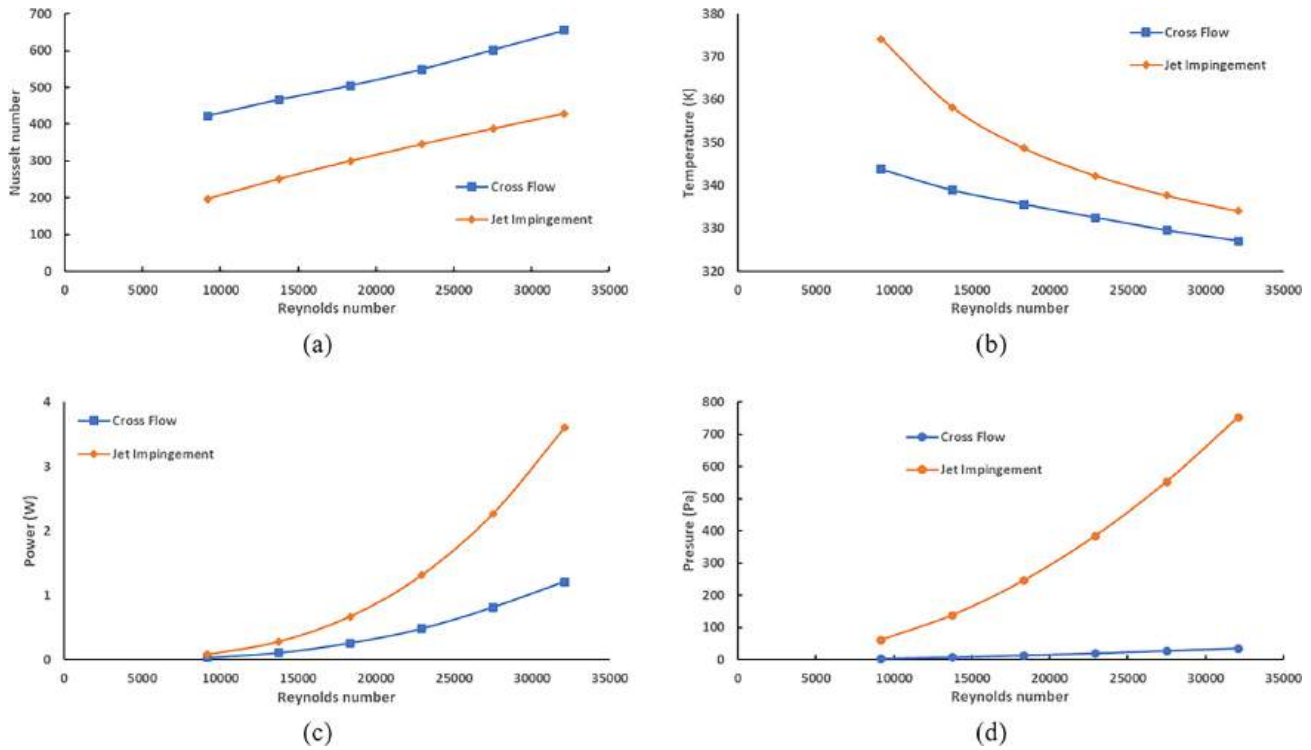 700
600
500
400
300
200
100
0
Nusselt number
Cross Flow
Jet Impingement
0 5000 10000 15000 20000 25000 30000 35000
Reynolds number
(a)
380
370
360
350
340
330
320
Temperature (K)
Cross Flow
Jet Impingement
0 5000 10000 15000 20000 25000 30000 35000
Reynolds number
(b)
4
3
2
1
0
Power (W)
Cross Flow
Jet Impingement
0 5000 10000 15000 20000 25000 30000 35000
Reynolds number
(c)
800
700
600
500
400
300
200
100
0
Presure (Pa)
Cross Flow
Jet Impingement
0 5000 10000 15000 20000 25000 30000 35000
Reynolds number
(d)